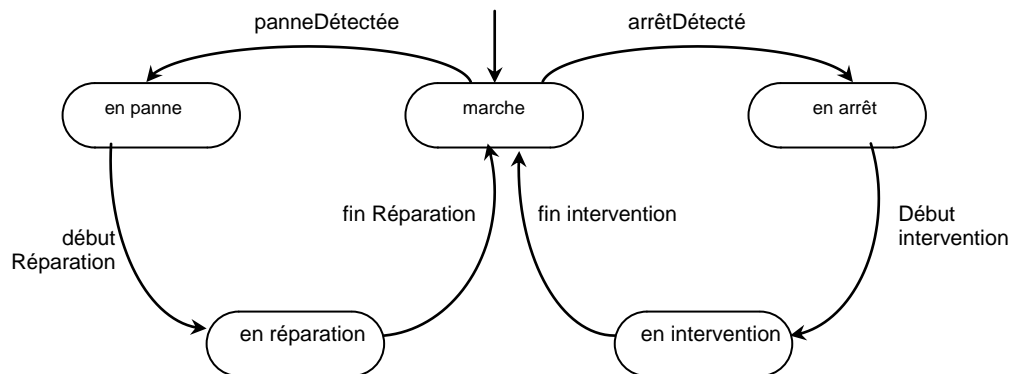 panneDétectée
arrêtDétecté
en panne
marche
en arrêt
fin Réparation
fin intervention
Début
intervention
début
Réparation
en réparation
en intervention